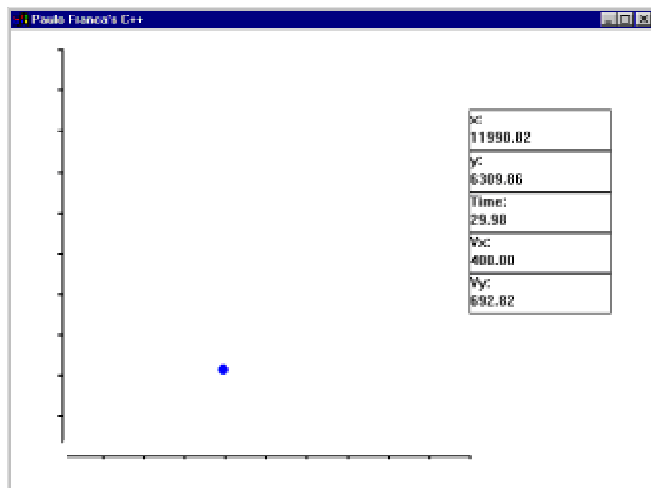 Paulo Franca's C++
x:
11990.82
y:
6309.86
Time:
29.98
Vx:
400.00
Vy:
692.82